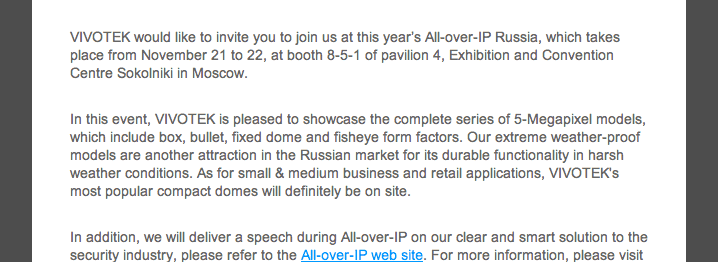 VIVOTEK would like to invite you to join us at this year's All-over-IP Russia, which takes
place from November 21 to 22, at booth 8-5-1 of pavilion 4, Exhibition and Convention
Centre Sokolniki in Moscow.
In this event, VIVOTEK is pleased to showcase the complete series of 5-Megapixel models,
which include box, bullet, fixed dome and fisheye form factors. Our extreme weather-proof
models are another attraction in the Russian market for its durable functionality in harsh
weather conditions. As for small & medium business and retail applications, VIVOTEK's
most popular compact domes will definitely be on site.
In addition, we will deliver a speech during All-over-IP on our clear and smart solution to the
security industry, please refer to the All-over-IP web site. For more information, please visit